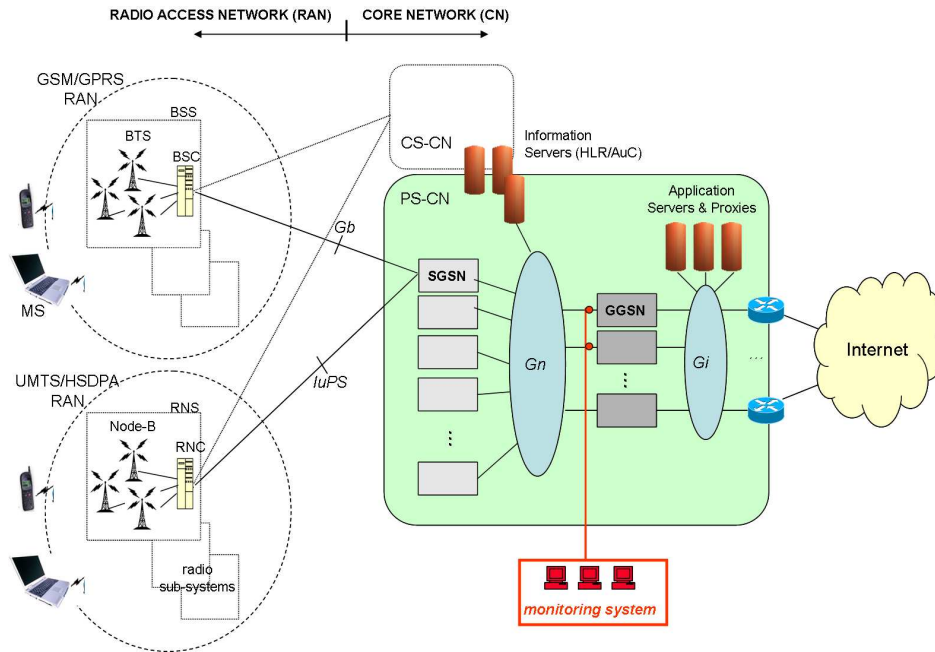 RADIO ACCESS NETWORK (RAN)
CORE NETWORK (CN)
GSM/GPRS
RAN
BSS
BTS
BSC
MS
Gb
UMTS/HSDPA
RAN
RNS
Node-B
RNC
IuPS
radio
sub-systems
CS-CN
Information
Servers (HLR/AuC)
PS-CN
Application
Servers & Proxies
SGSN
...
Gn
GGSN
...
Gi
...
Internet
monitoring system